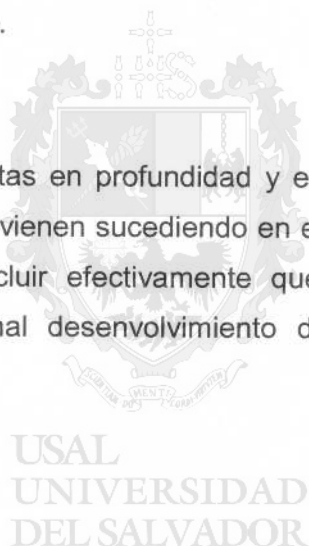 tas en profundidad y e
vienen sucediendo en e
cluir efectivamente que
nal desenvolvimiento d
USAL
UNIVERSIDAD
DEL SALVADOR